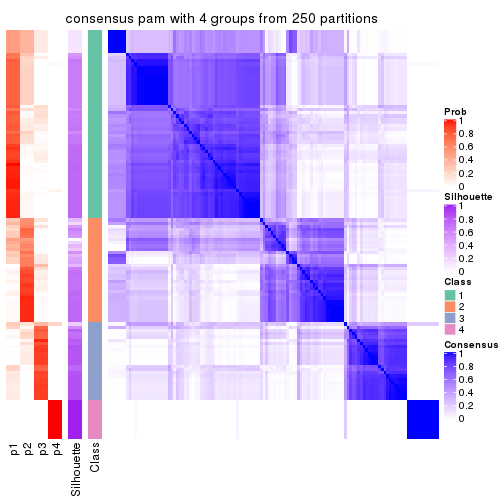 consensus pam with 4 groups from 250 partitions
Prob
1
0.8
0.6
0.4
0.2
0
Silhouette
1
0.8
0.6
0.4
0.2
0
Class
1
2
3
4
Consensus
1
0.8
0.6
0.4
0.2
0
p1
p2
p3
p4
Silhouette
Class